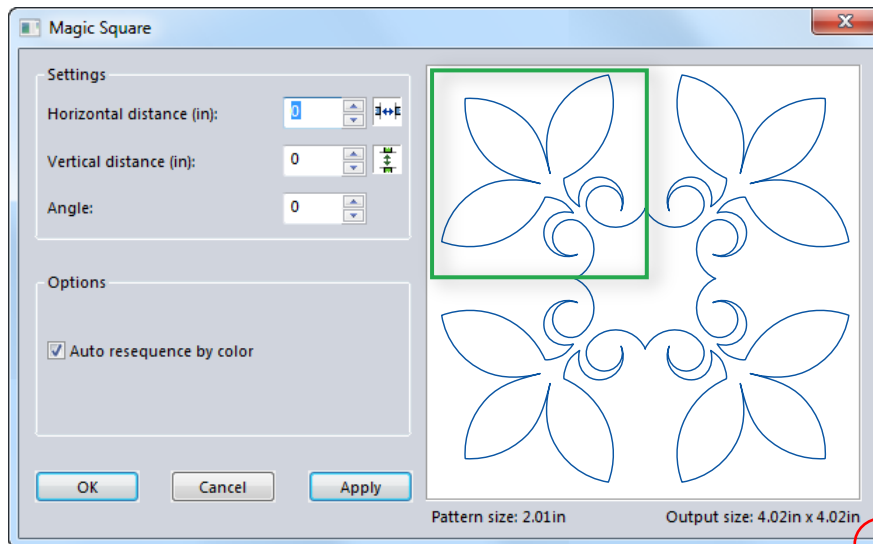 Magic Square
Settings
Horizontal distance (in): 0
Vertical distance (in): 0
Angle: 0
Options
Auto resequence by color
OK Cancel Apply
Pattern size: 2.01in Output size: 4.02in x 4.02in